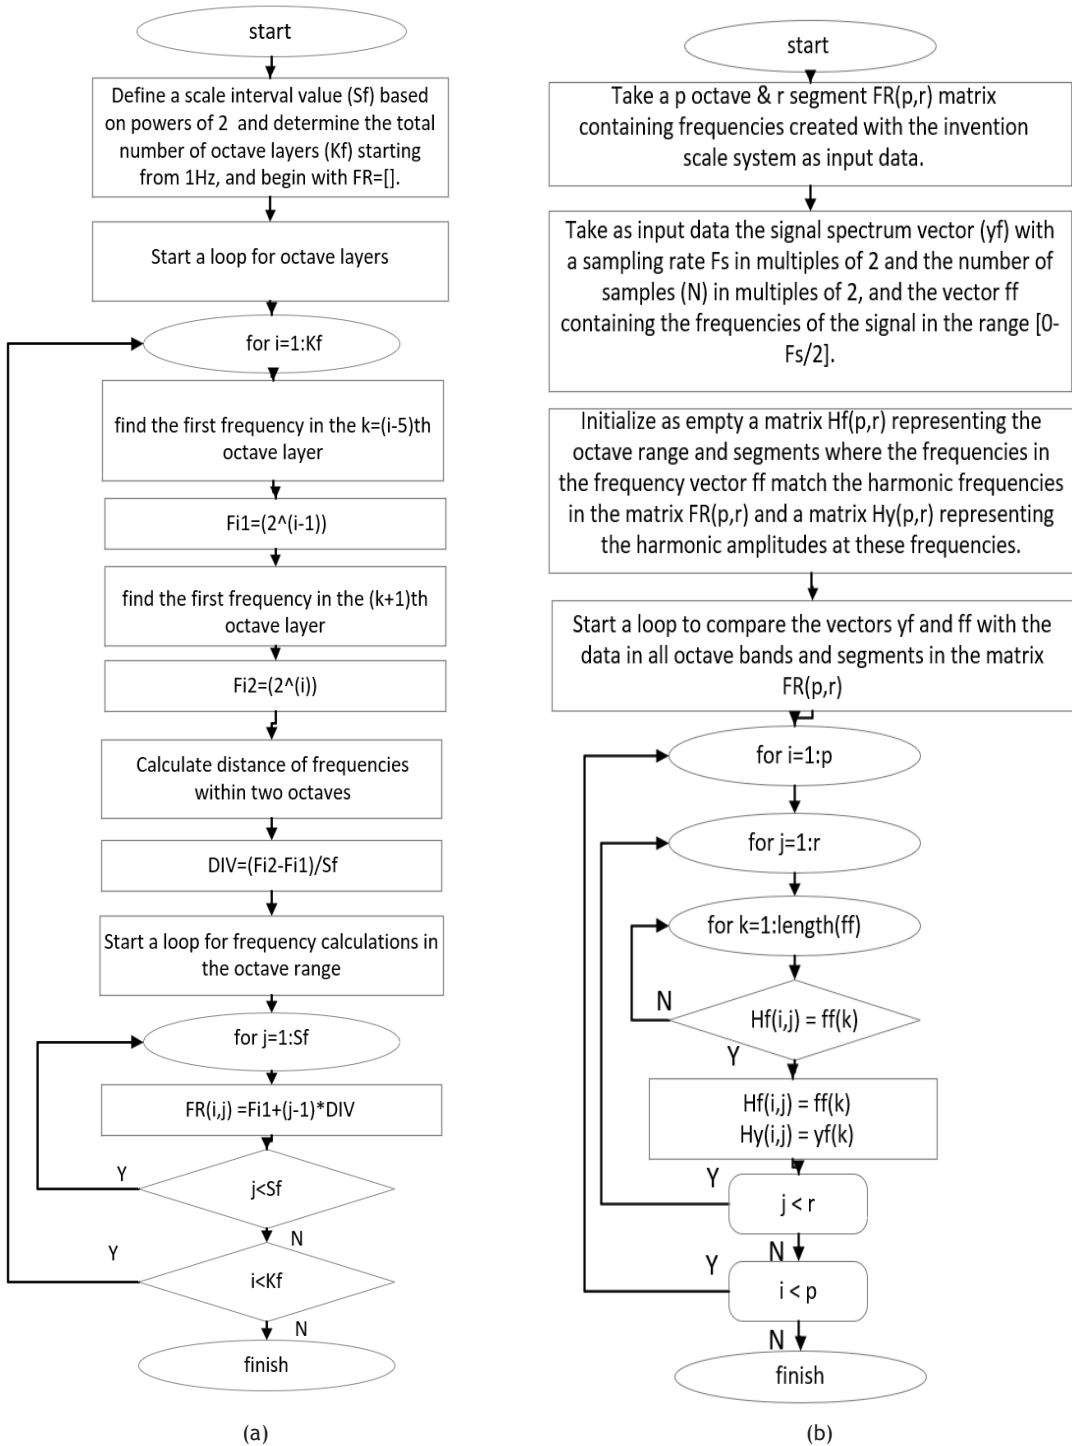 start
Define a scale interval value (Sf) based
on powers of 2 and determine the total
number of octave layers (Kf) starting
from 1Hz, and begin with FR=[].
Start a loop for octave layers
for i=1:Kf
find the first frequency in the k=(i-5)th
octave layer
Fi1=(2^(i-1))
find the first frequency in the (k+1)th
octave layer
Fi2=(2^(i))
Calculate distance of frequencies
within two octaves
DIV=(Fi2-Fi1)/Sf
Start a loop for frequency calculations in
the octave range
for j=1:Sf
FR(i,j) =Fi1+(j-1)*DIV
Y
j<Sf
N
Y
i<Kf
N
finish
(a)
start
Take a p octave & r segment FR(p,r) matrix
containing frequencies created with the invention
scale system as input data.
Take as input data the signal spectrum vector (yf) with
a sampling rate Fs in multiples of 2 and the number of
samples (N) in multiples of 2, and the vector ff
containing the frequencies of the signal in the range [0-
Fs/2].
Initialize as empty a matrix Hf(p,r) representing the
octave range and segments where the frequencies in
the frequency vector ff match the harmonic frequencies
in the matrix FR(p,r) and a matrix Hy(p,r) representing
the harmonic amplitudes at these frequencies.
Start a loop to compare the vectors yf and ff with the
data in all octave bands and segments in the matrix
FR(p,r)
for i=1:p
for j=1:r
for k=1:length(ff)
N
Hf(i,j) = ff(k)
Y
Hf(i,j) = ff(k)
Hy(i,j) = yf(k)
Y
j < r
N
Y
i < p
N
finish
(b)